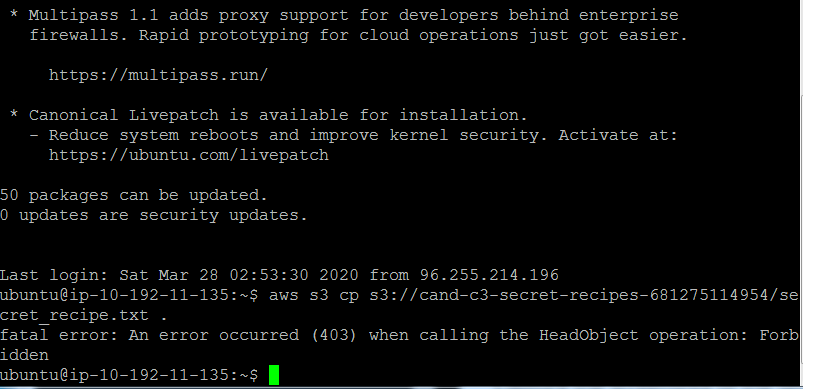 * Multipass 1.1 adds proxy support for developers behind enterprise
firewalls. Rapid prototyping for cloud operations just got easier.
https://multipass.run/
* Canonical Livepatch is available for installation.
- Reduce system reboots and improve kernel security. Activate at:
https://ubuntu.com/livepatch
50 packages can be updated.
0 updates are security updates.
Last login: Sat Mar 28 02:53:30 2020 from 96.255.214.196
ubuntu@ip-10-192-11-135:~$ aws s3 cp s3://cand-c3-secret-recipes-681275114954/se
cret_recipe.txt .
fatal error: An error occurred (403) when calling the HeadObject operation: Forb
idden
ubuntu@ip-10-192-11-135:~$